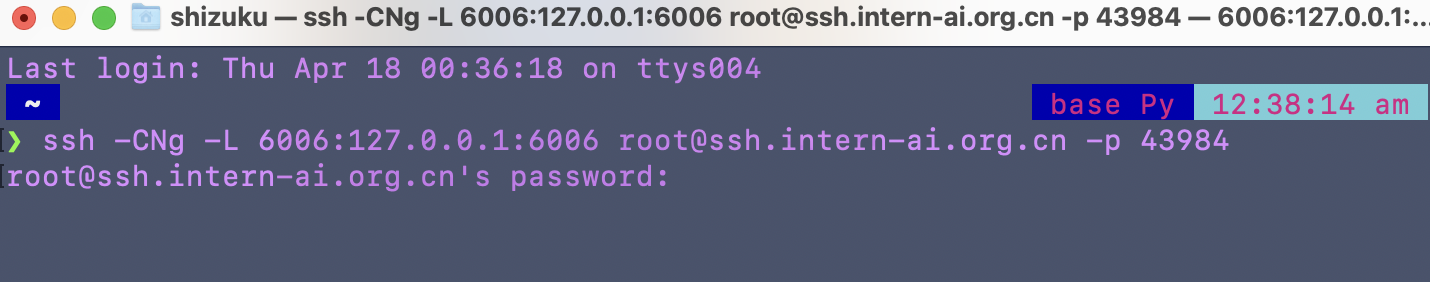 shizuku — ssh -CNg -L 6006:127.0.0.1:6006 root@ssh.intern-ai.org.cn -p 43984 — 6006:127.0.0.1:...
Last login: Thu Apr 18 00:36:18 on ttys004
~ base Py 12:38:14 am
❯ ssh -CNg -L 6006:127.0.0.1:6006 root@ssh.intern-ai.org.cn -p 43984
root@ssh.intern-ai.org.cn's password: